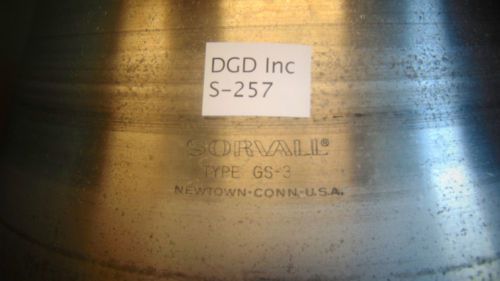 DGD Inc
S-257
SORVALL®
TYPE GS-3
NEWTOWN-CONN-U.S.A.